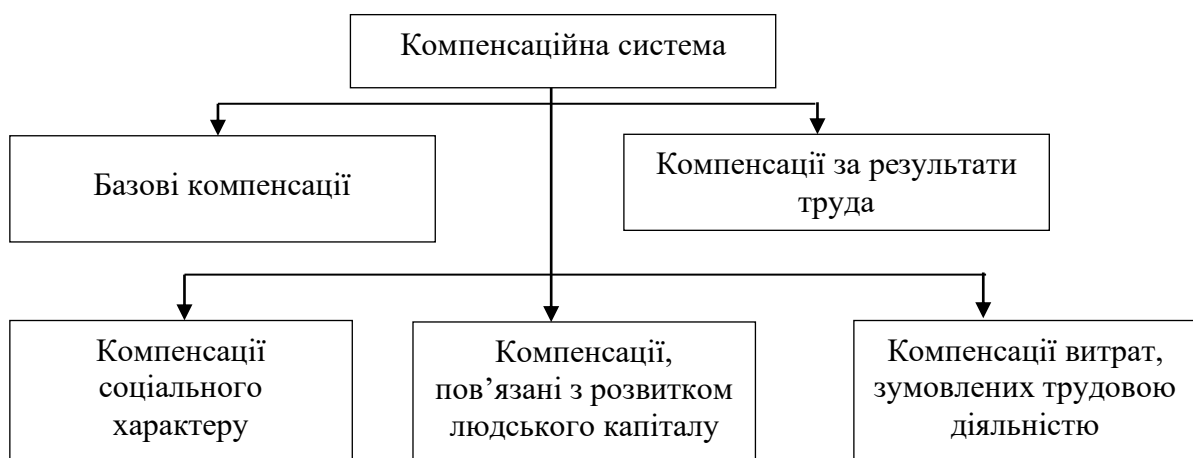 Компенсаційна система
Базові компенсації
Компенсації за результати
труда
Компенсації
соціального
характеру
Компенсації,
пов’язані з розвитком
людського капіталу
Компенсації витрат,
зумовлених трудовою
діяльністю